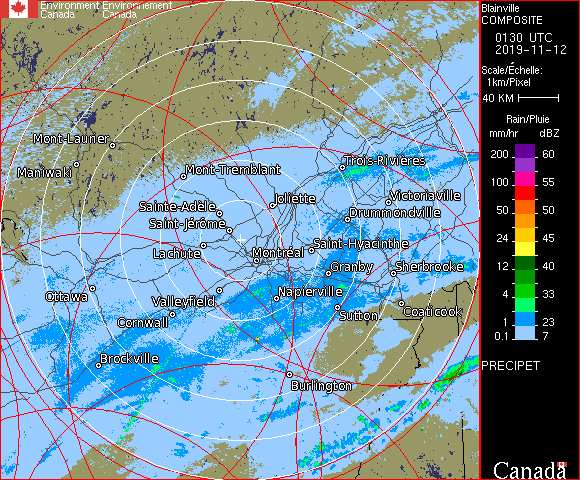 Environment Environnement
Canada Canada
Mont-Laurier
Maniwaki
Mont-Tremblant
Trois-Rivières
Sainte-Adèle
Joliette
Victoriaville
Saint-Jérôme
Drummondville
Lachute
Montréal
Saint-Hyacinthe
Granby
Sherbrooke
Ottawa
Valleyfield
Napierville
Cornwall
Sutton
Coaticook
Brockville
Burlington
Blainville
COMPOSITE
0130 UTC
2019-11-12
Scale/Échelle:
1km/Pixel
40 KM
Rain/Pluie
mm/hr dBZ
200 60
100 55
50 50
24 45
12 40
4 33
1 23
0.1 7
PRECIPET
Canada